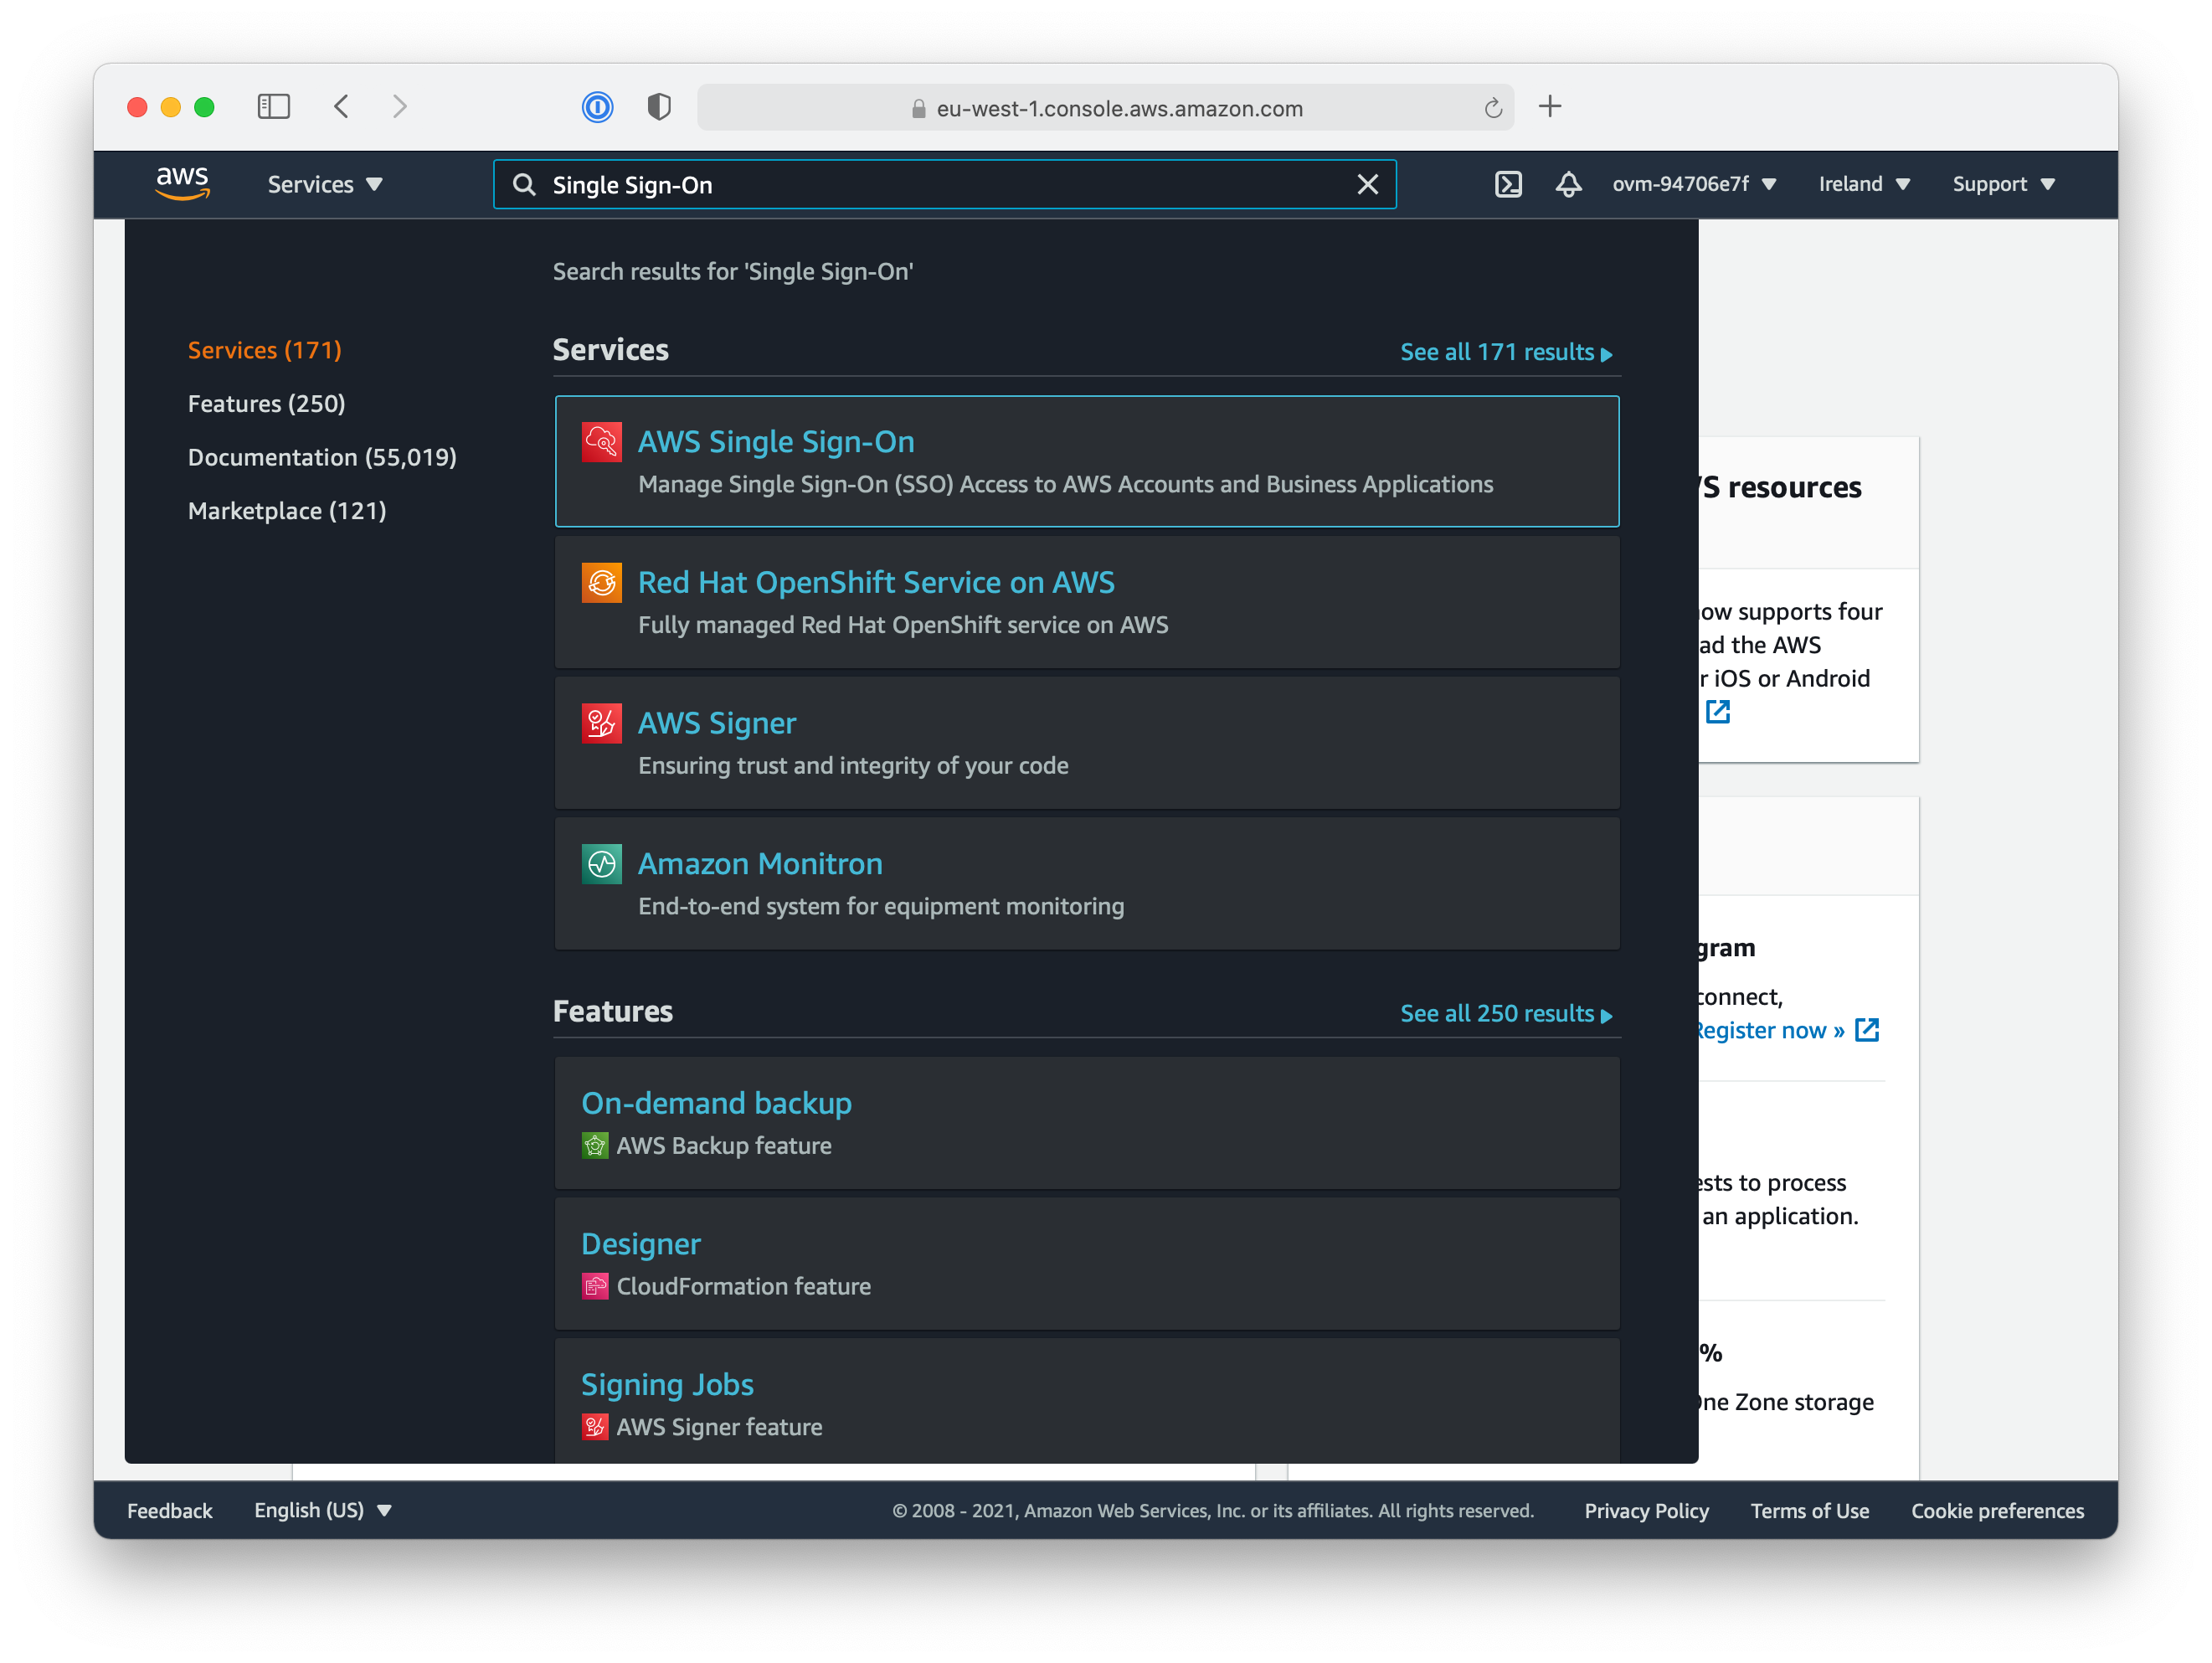 eu-west-1.console.aws.amazon.com
aws
Services
Single Sign-On
ovm-94706e7f
Ireland
Support
Search results for 'Single Sign-On'
Services (171)
Features (250)
Documentation (55,019)
Marketplace (121)
Services
See all 171 results
AWS Single Sign-On
Manage Single Sign-On (SSO) Access to AWS Accounts and Business Applications
Red Hat OpenShift Service on AWS
Fully managed Red Hat OpenShift service on AWS
AWS Signer
Ensuring trust and integrity of your code
Amazon Monitron
End-to-end system for equipment monitoring
Features
See all 250 results
On-demand backup
AWS Backup feature
Designer
CloudFormation feature
Signing Jobs
AWS Signer feature
resources
supports four
the AWS
iOS or Android
connect,
Register now »
to process
an application.
%
One Zone storage
Feedback
English (US)
© 2008 - 2021, Amazon Web Services, Inc. or its affiliates. All rights reserved.
Privacy Policy
Terms of Use
Cookie preferences